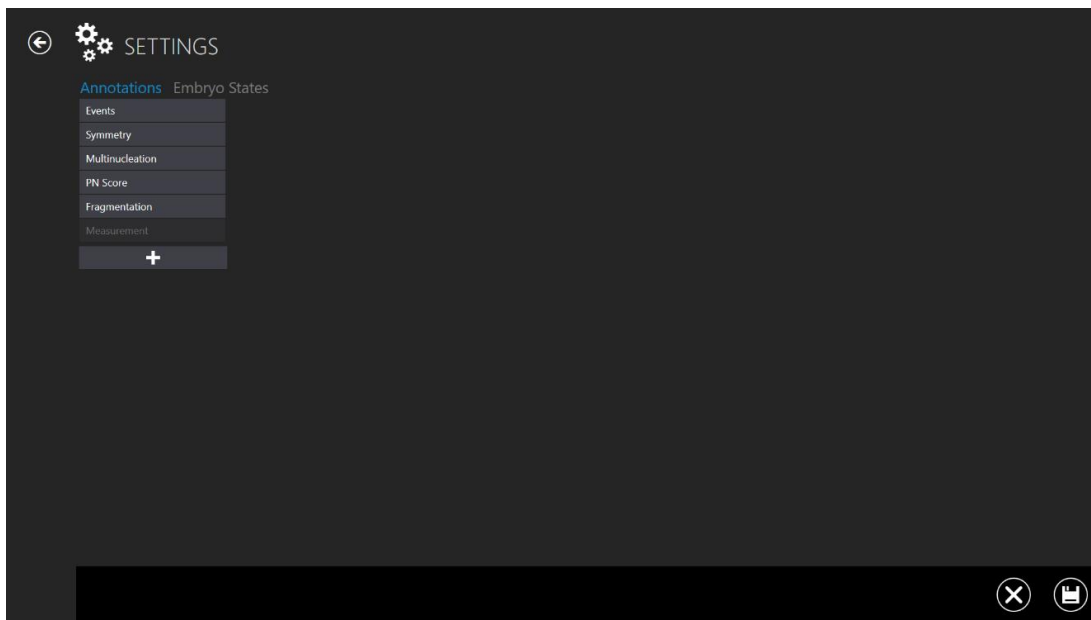 SETTINGS
Annotations Embryo States
Events
Symmetry
Multinucleation
PN Score
Fragmentation
Measurement